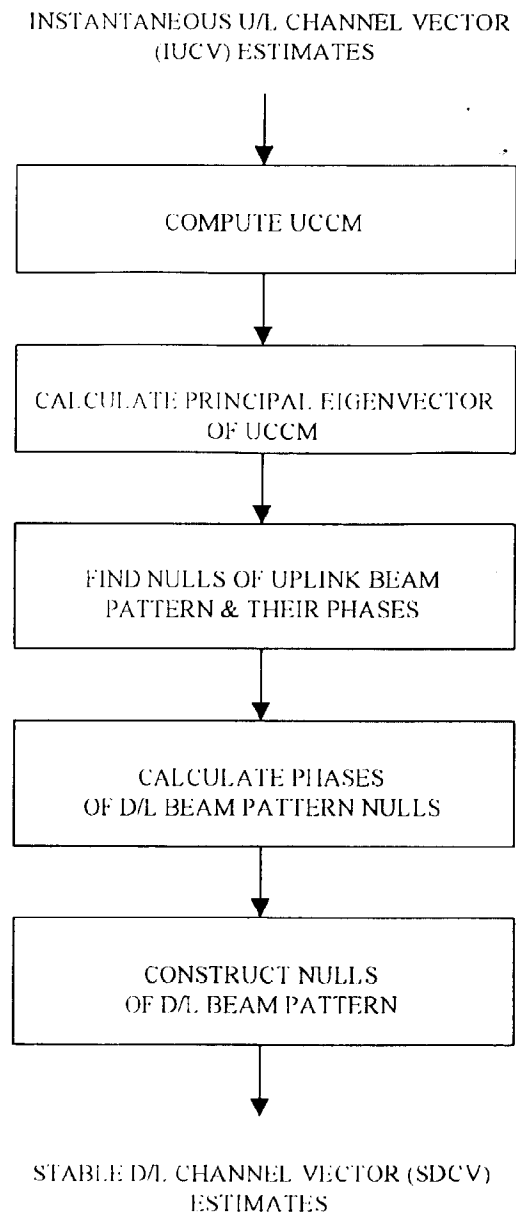 INSTANTANEOUS U/L CHANNEL VECTOR
(IUCV) ESTIMATES
COMPUTE UCCM
CALCULATE PRINCIPAL EIGENVECTOR
OF UCCM
FIND NULLS OF UPLINK BEAM
PATTERN & THEIR PHASES
CALCULATE PHASES
OF D/L BEAM PATTERN NULLS
CONSTRUCT NULLS
OF D/L BEAM PATTERN
STABLE D/L CHANNEL VECTOR (SDCV)
ESTIMATES